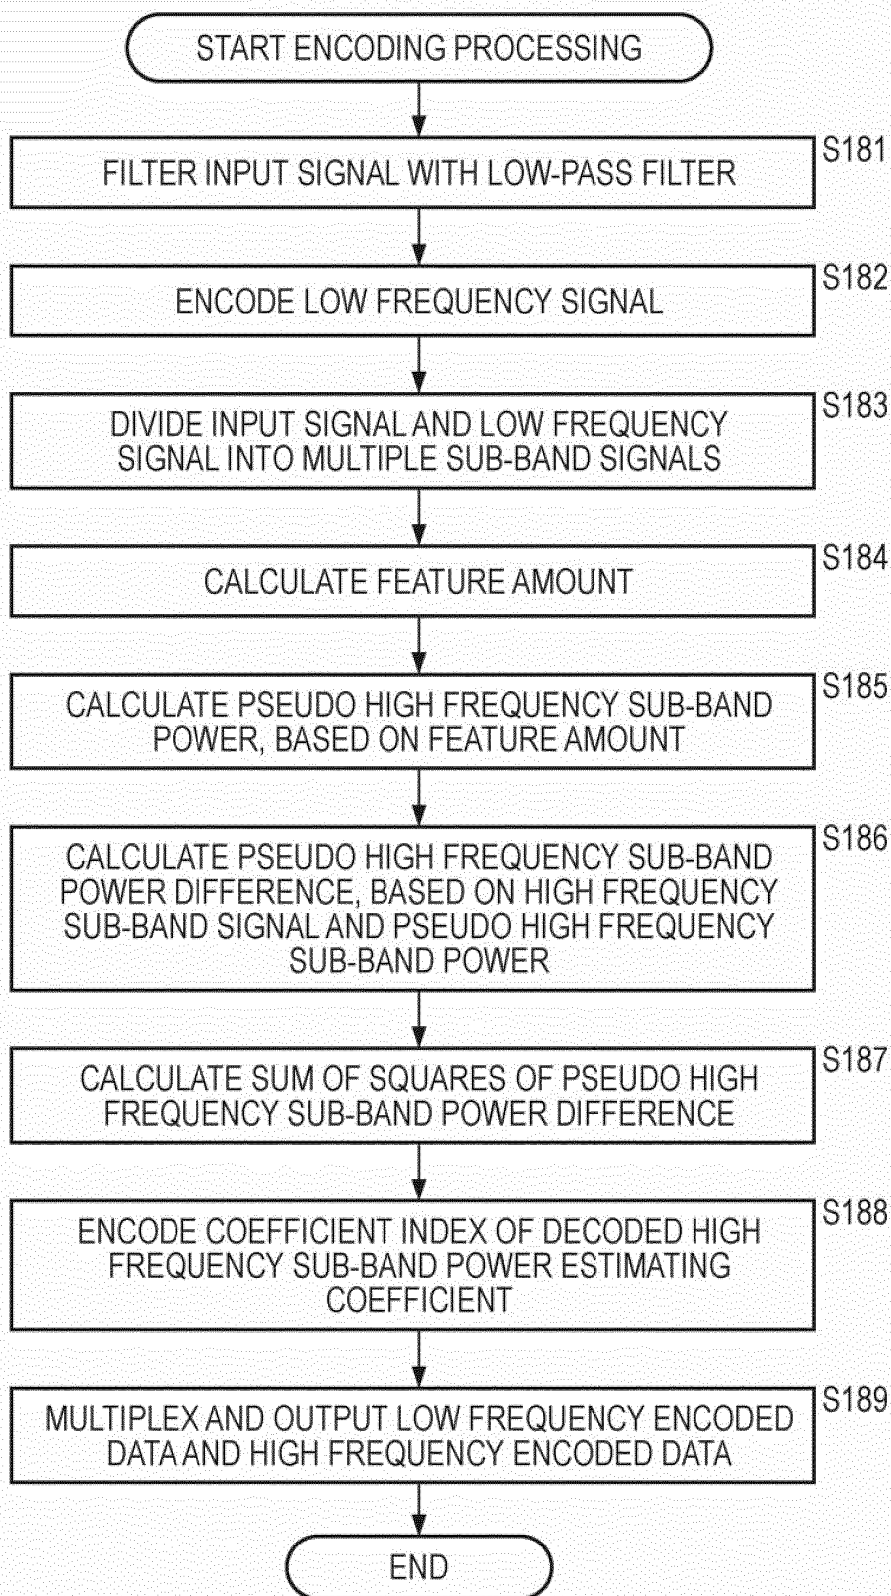 START ENCODING PROCESSING
S181
FILTER INPUT SIGNAL WITH LOW-PASS FILTER
S182
ENCODE LOW FREQUENCY SIGNAL
S183
DIVIDE INPUT SIGNAL AND LOW FREQUENCY
SIGNAL INTO MULTIPLE SUB-BAND SIGNALS
S184
CALCULATE FEATURE AMOUNT
S185
CALCULATE PSEUDO HIGH FREQUENCY SUB-BAND
POWER, BASED ON FEATURE AMOUNT
S186
CALCULATE PSEUDO HIGH FREQUENCY SUB-BAND
POWER DIFFERENCE, BASED ON HIGH FREQUENCY
SUB-BAND SIGNAL AND PSEUDO HIGH FREQUENCY
SUB-BAND POWER
S187
CALCULATE SUM OF SQUARES OF PSEUDO HIGH
FREQUENCY SUB-BAND POWER DIFFERENCE
S188
ENCODE COEFFICIENT INDEX OF DECODED HIGH
FREQUENCY SUB-BAND POWER ESTIMATING
COEFFICIENT
S189
MULTIPLEX AND OUTPUT LOW FREQUENCY ENCODED
DATA AND HIGH FREQUENCY ENCODED DATA
END